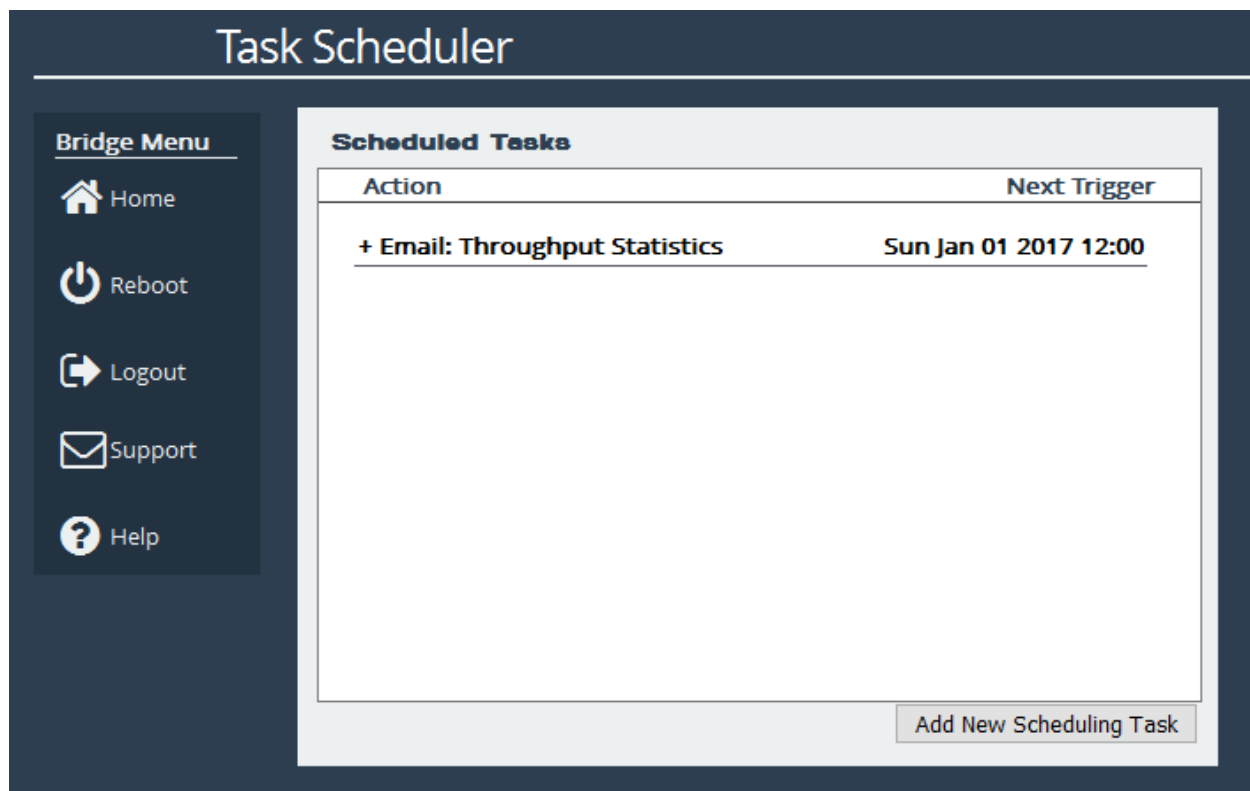 Task Scheduler
Bridge Menu
Home
Reboot
Logout
Support
Help
Scheduled Tasks
Action Next Trigger
+ Email: Throughput Statistics Sun Jan 01 2017 12:00
Add New Scheduling Task